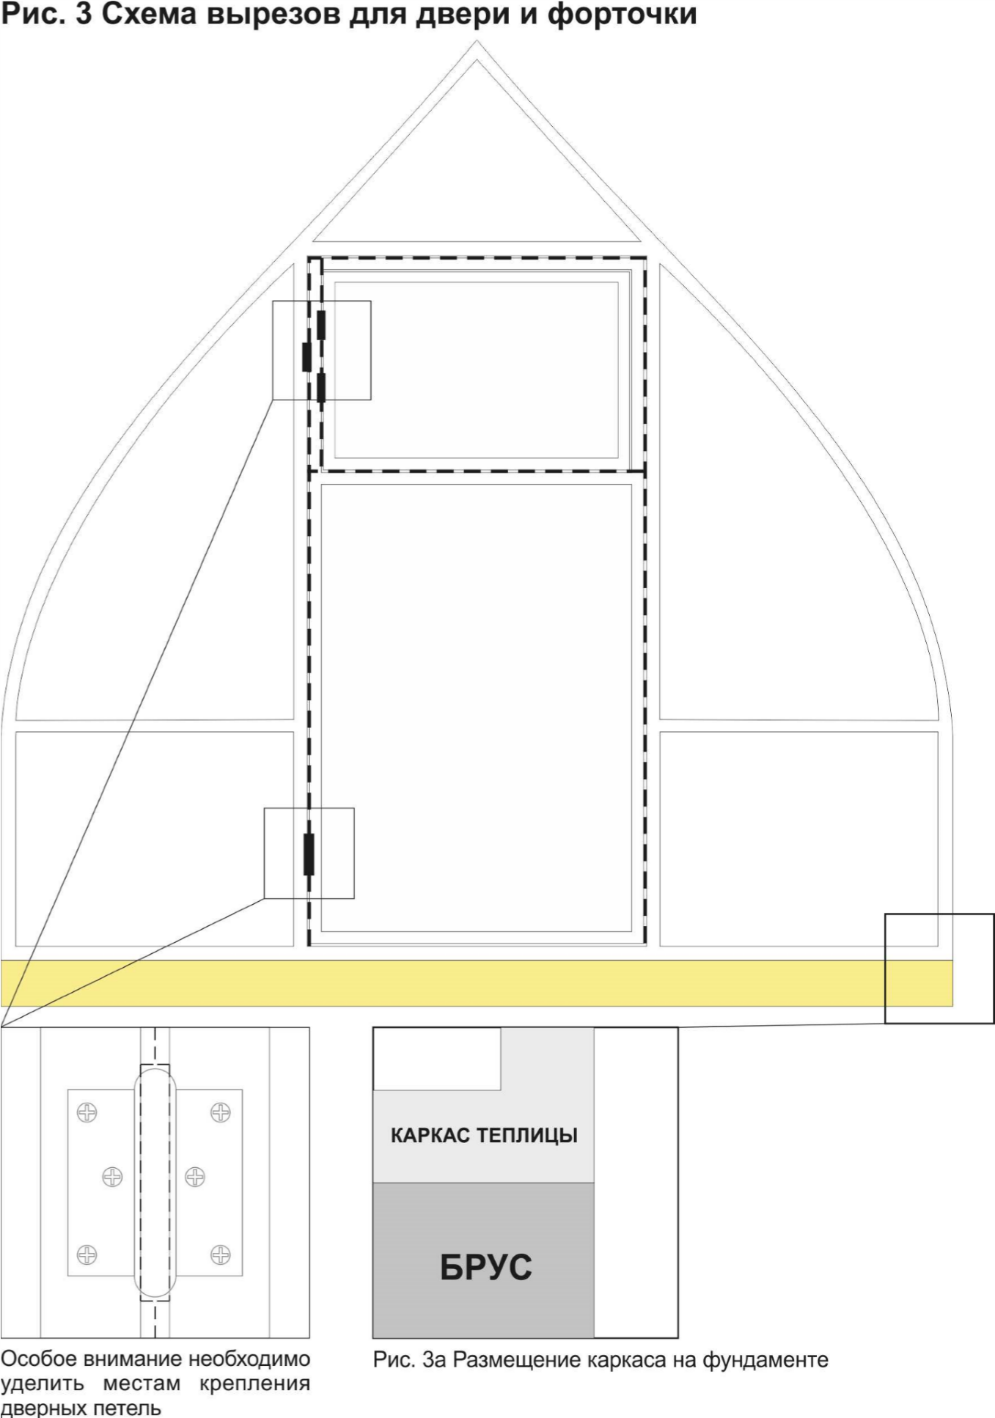 Рис. 3 Схема вырезов для двери и форточки
КАРКАС ТЕПЛИЦЫ
БРУС
Особое внимание необходимо
уделить местам крепления
дверных петель
Рис. 3а Размещение каркаса на фундаменте